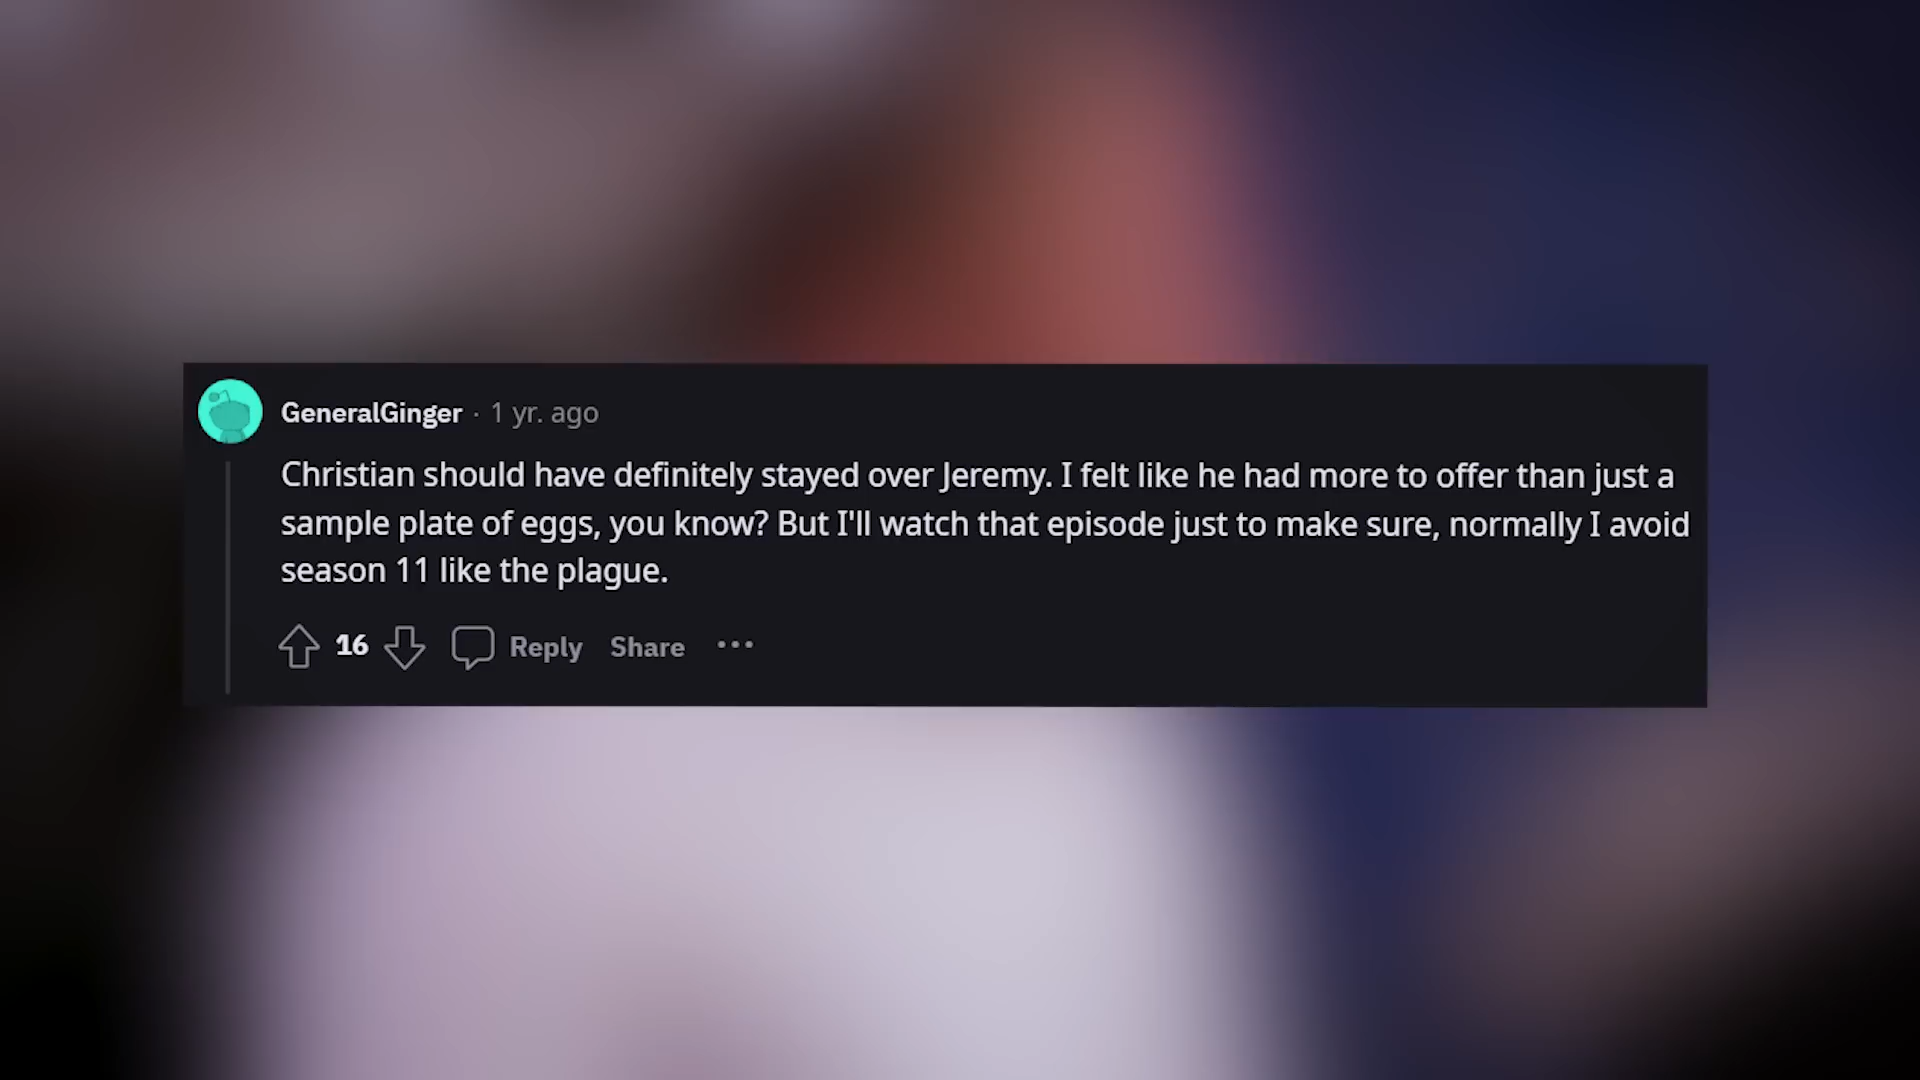 GeneralGinger · 1 yr. ago
Christian should have definitely stayed over Jeremy. I felt like he had more to offer than just a
sample plate of eggs, you know? But I'll watch that episode just to make sure, normally I avoid
season 11 like the plague.
16 Reply Share ···